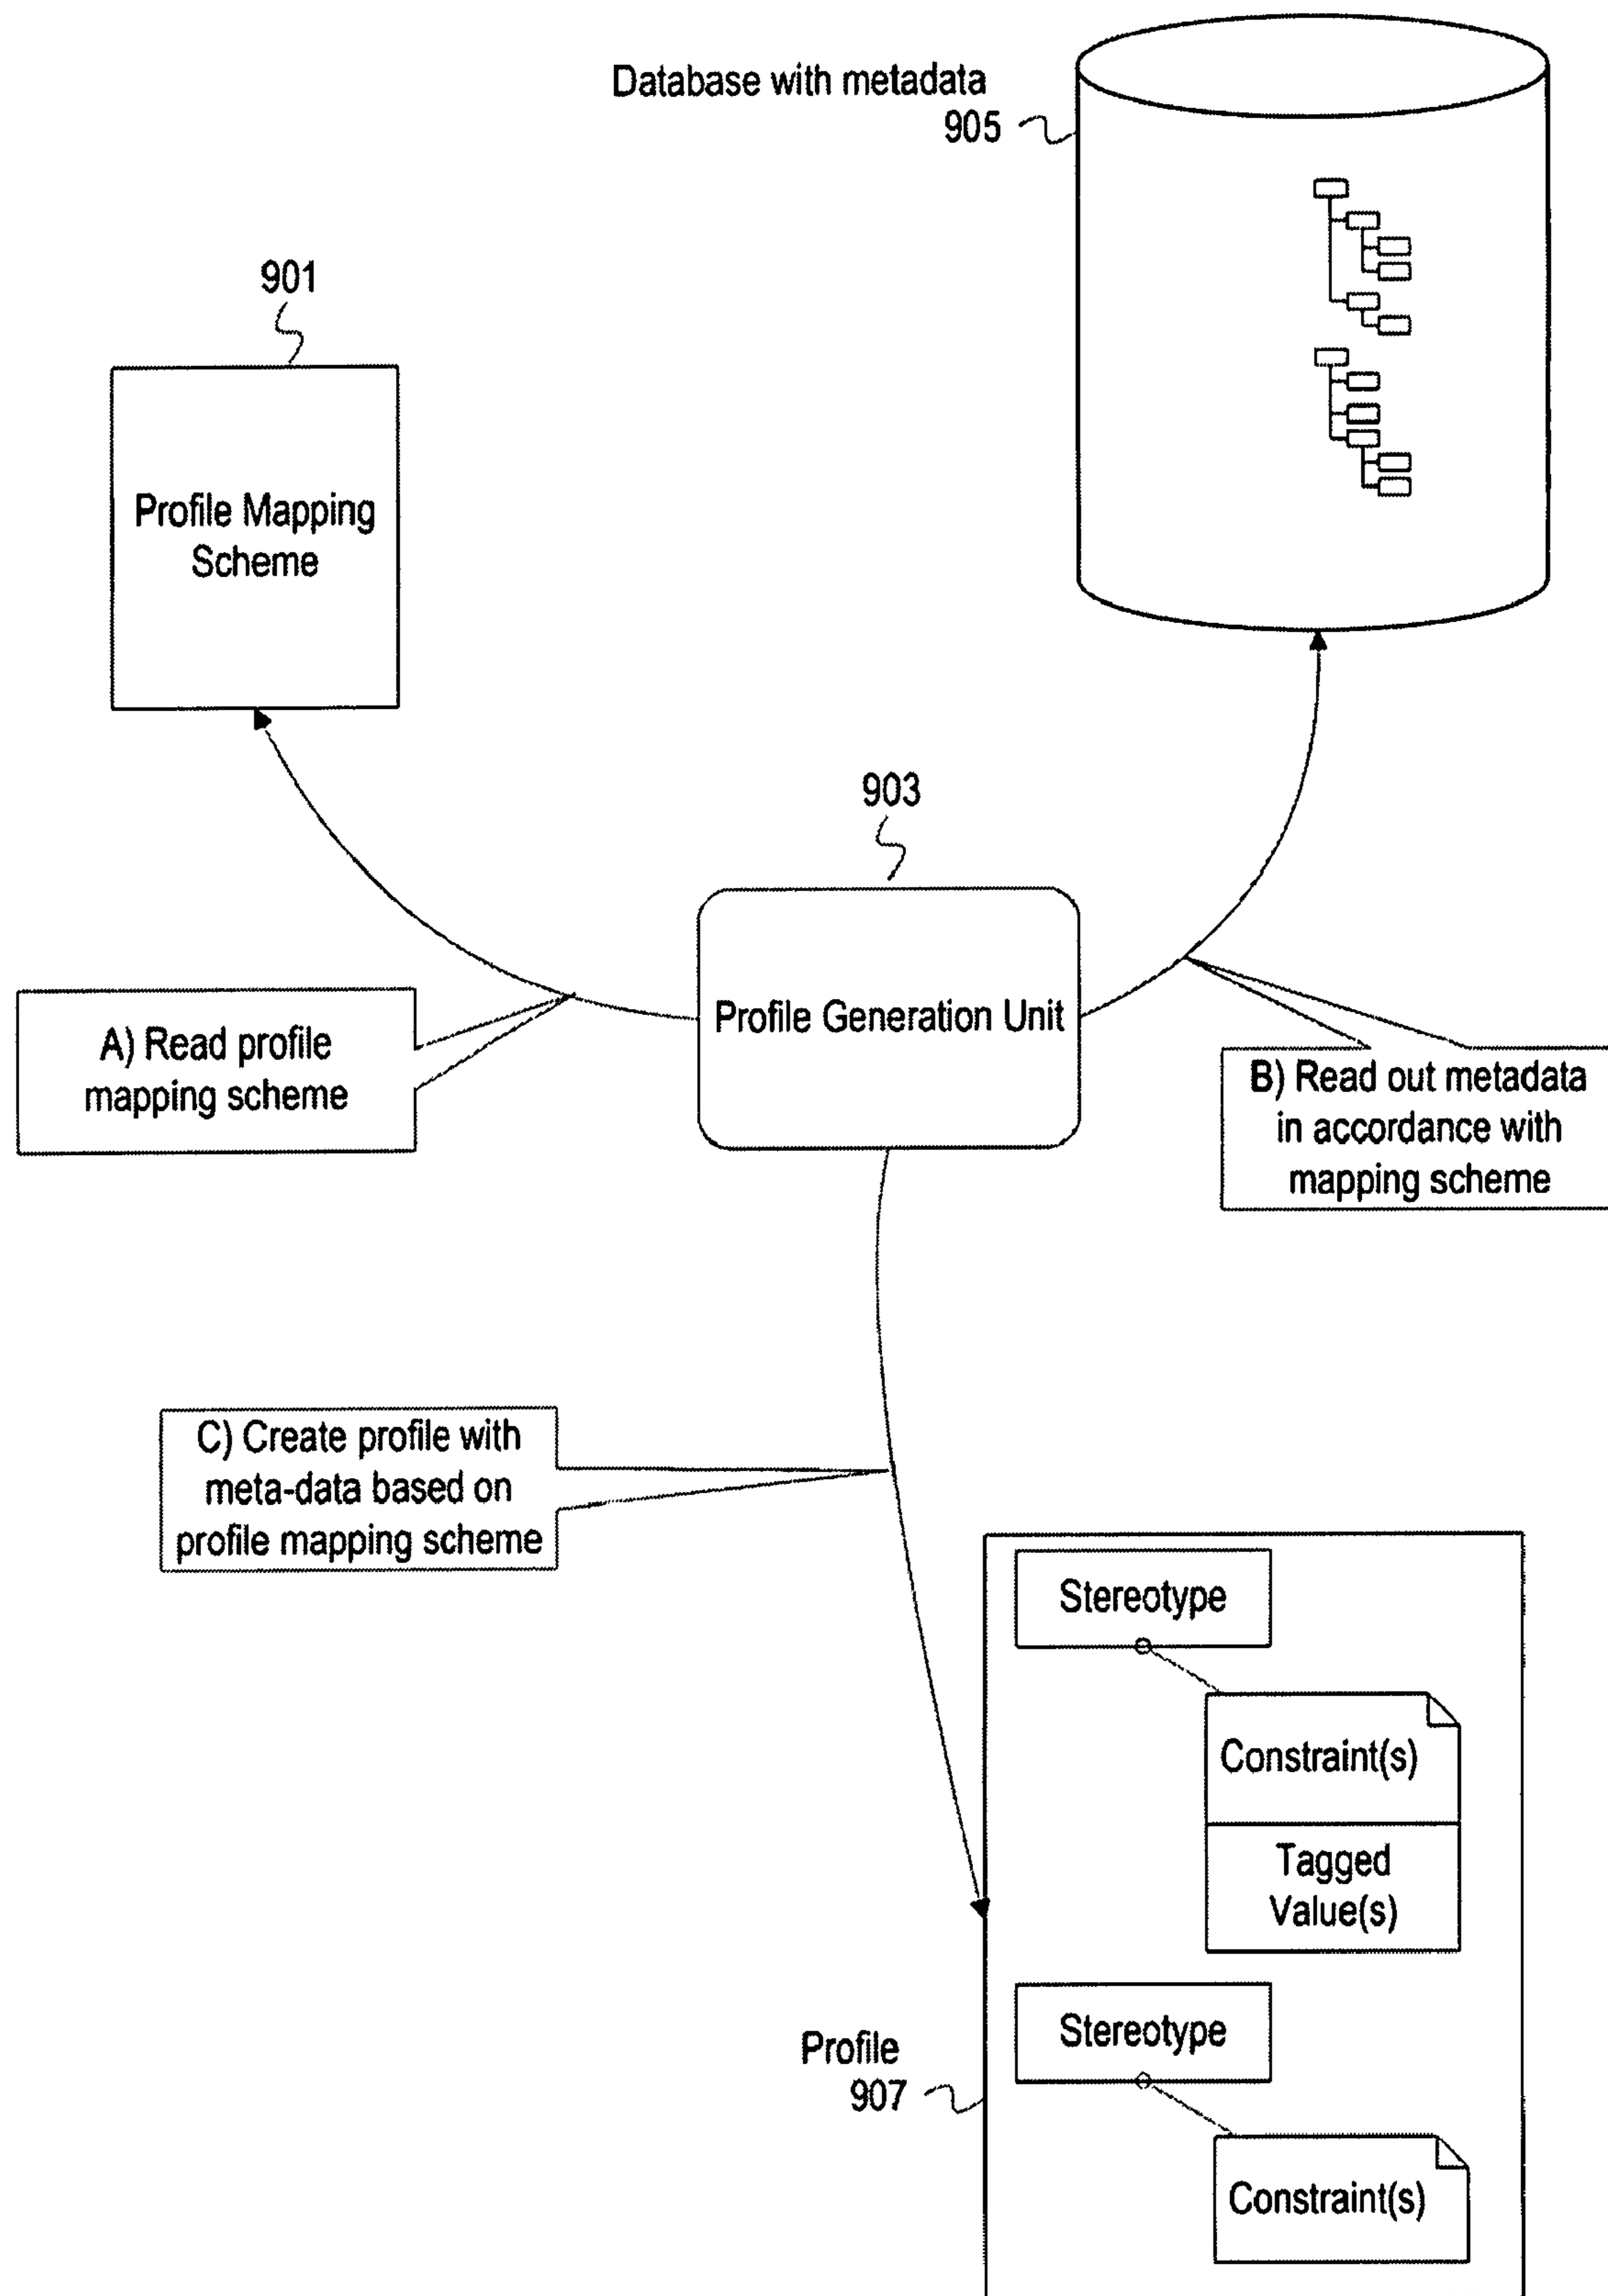 Database with metadata
905
901
Profile Mapping
Scheme
903
Profile Generation Unit
A) Read profile
mapping scheme
B) Read out metadata
in accordance with
mapping scheme
C) Create profile with
meta-data based on
profile mapping scheme
Stereotype
Constraint(s)
Tagged
Value(s)
Profile
907
Stereotype
Constraint(s)